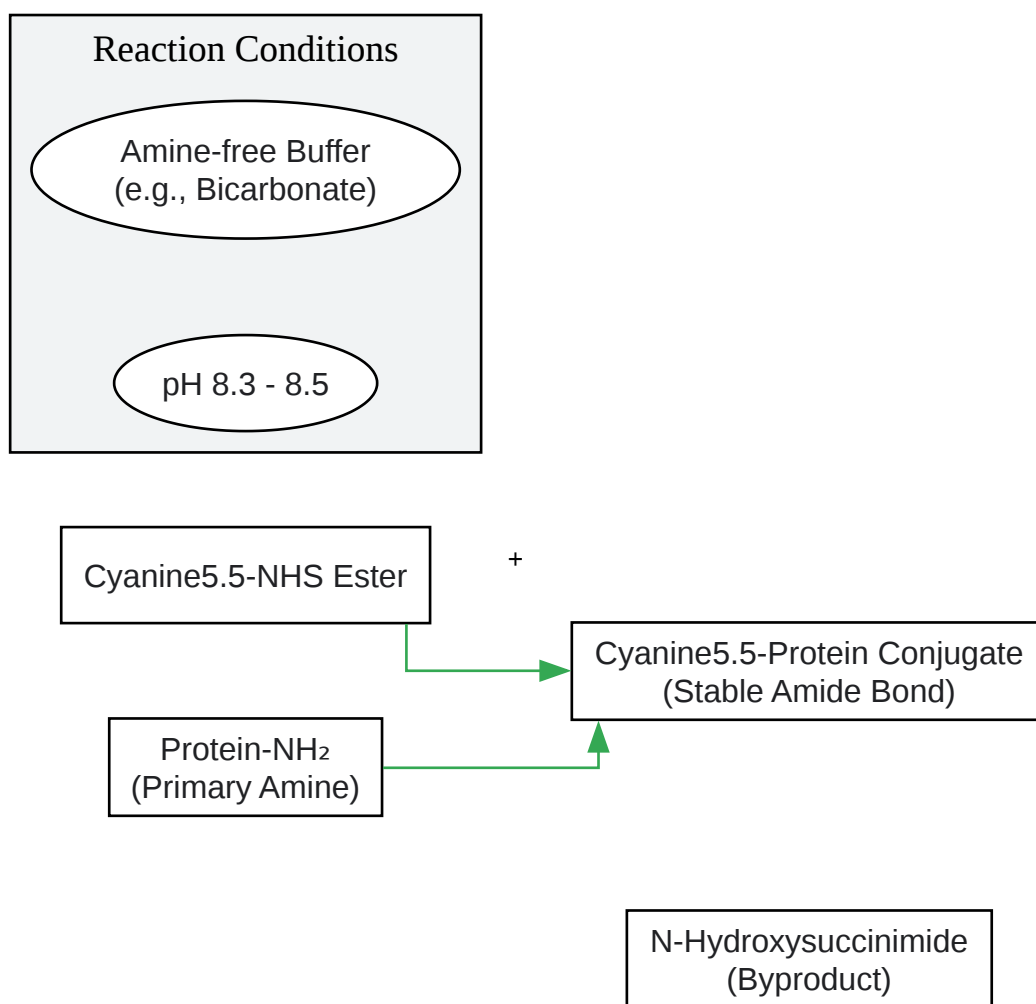 Reaction Conditions
Amine-free Buffer
(e.g., Bicarbonate)
pH 8.3 - 8.5
Cyanine5.5-NHS Ester
+
Cyanine5.5-Protein Conjugate
(Stable Amide Bond)
Protein-NH₂
(Primary Amine)
N-Hydroxysuccinimide
(Byproduct)